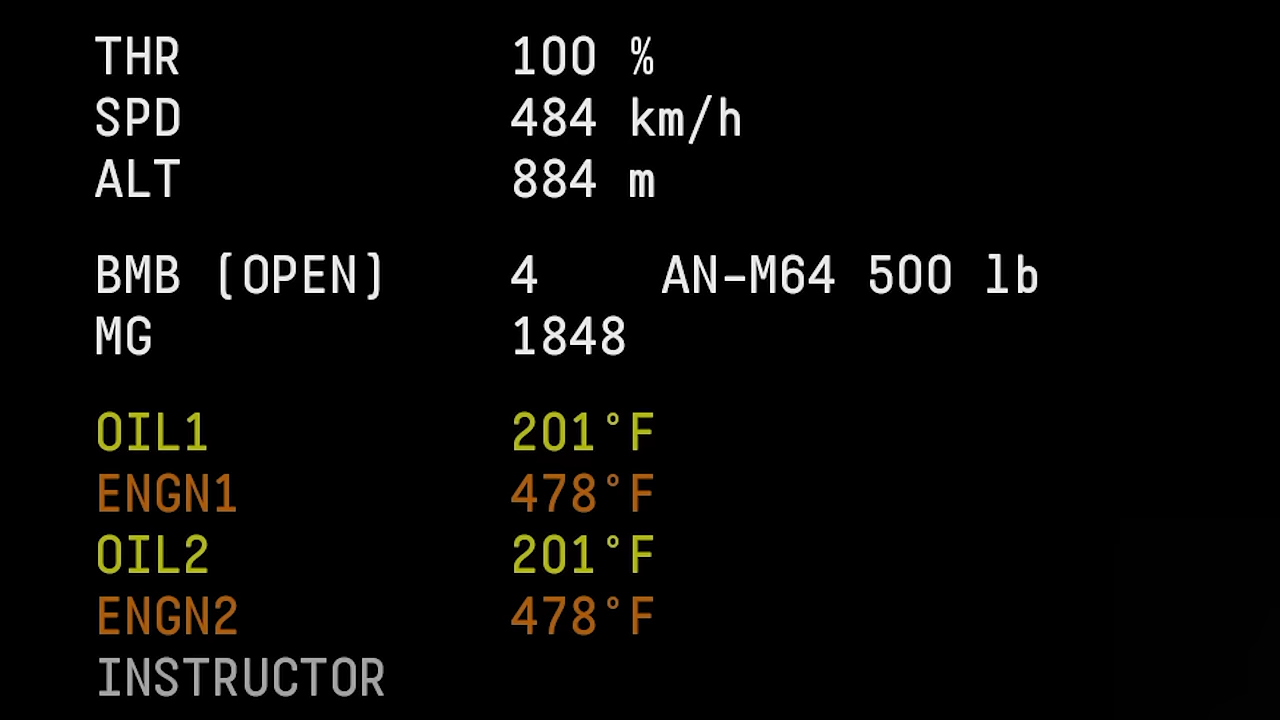 THR 100 %
SPD 484 km/h
ALT 884 m
BMB (OPEN) 4 AN-M64 500 lb
MG 1848
OIL1 201°F
ENGN1 478°F
OIL2 201°F
ENGN2 478°F
INSTRUCTOR